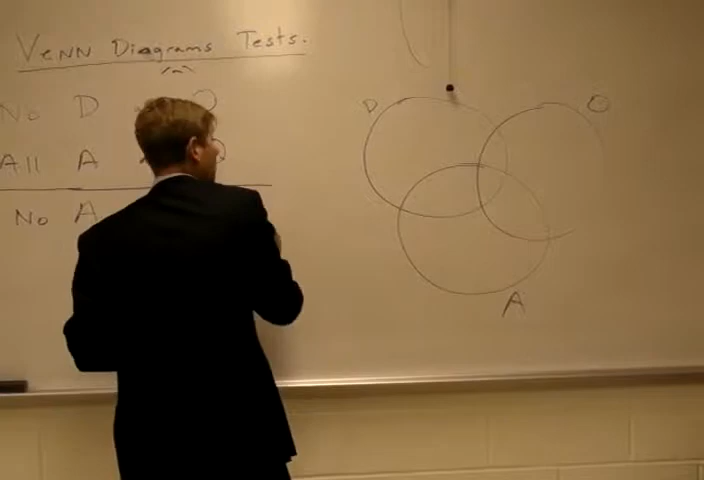 Venn Diagrams Tests.
No D
All A
No A
D
O
A